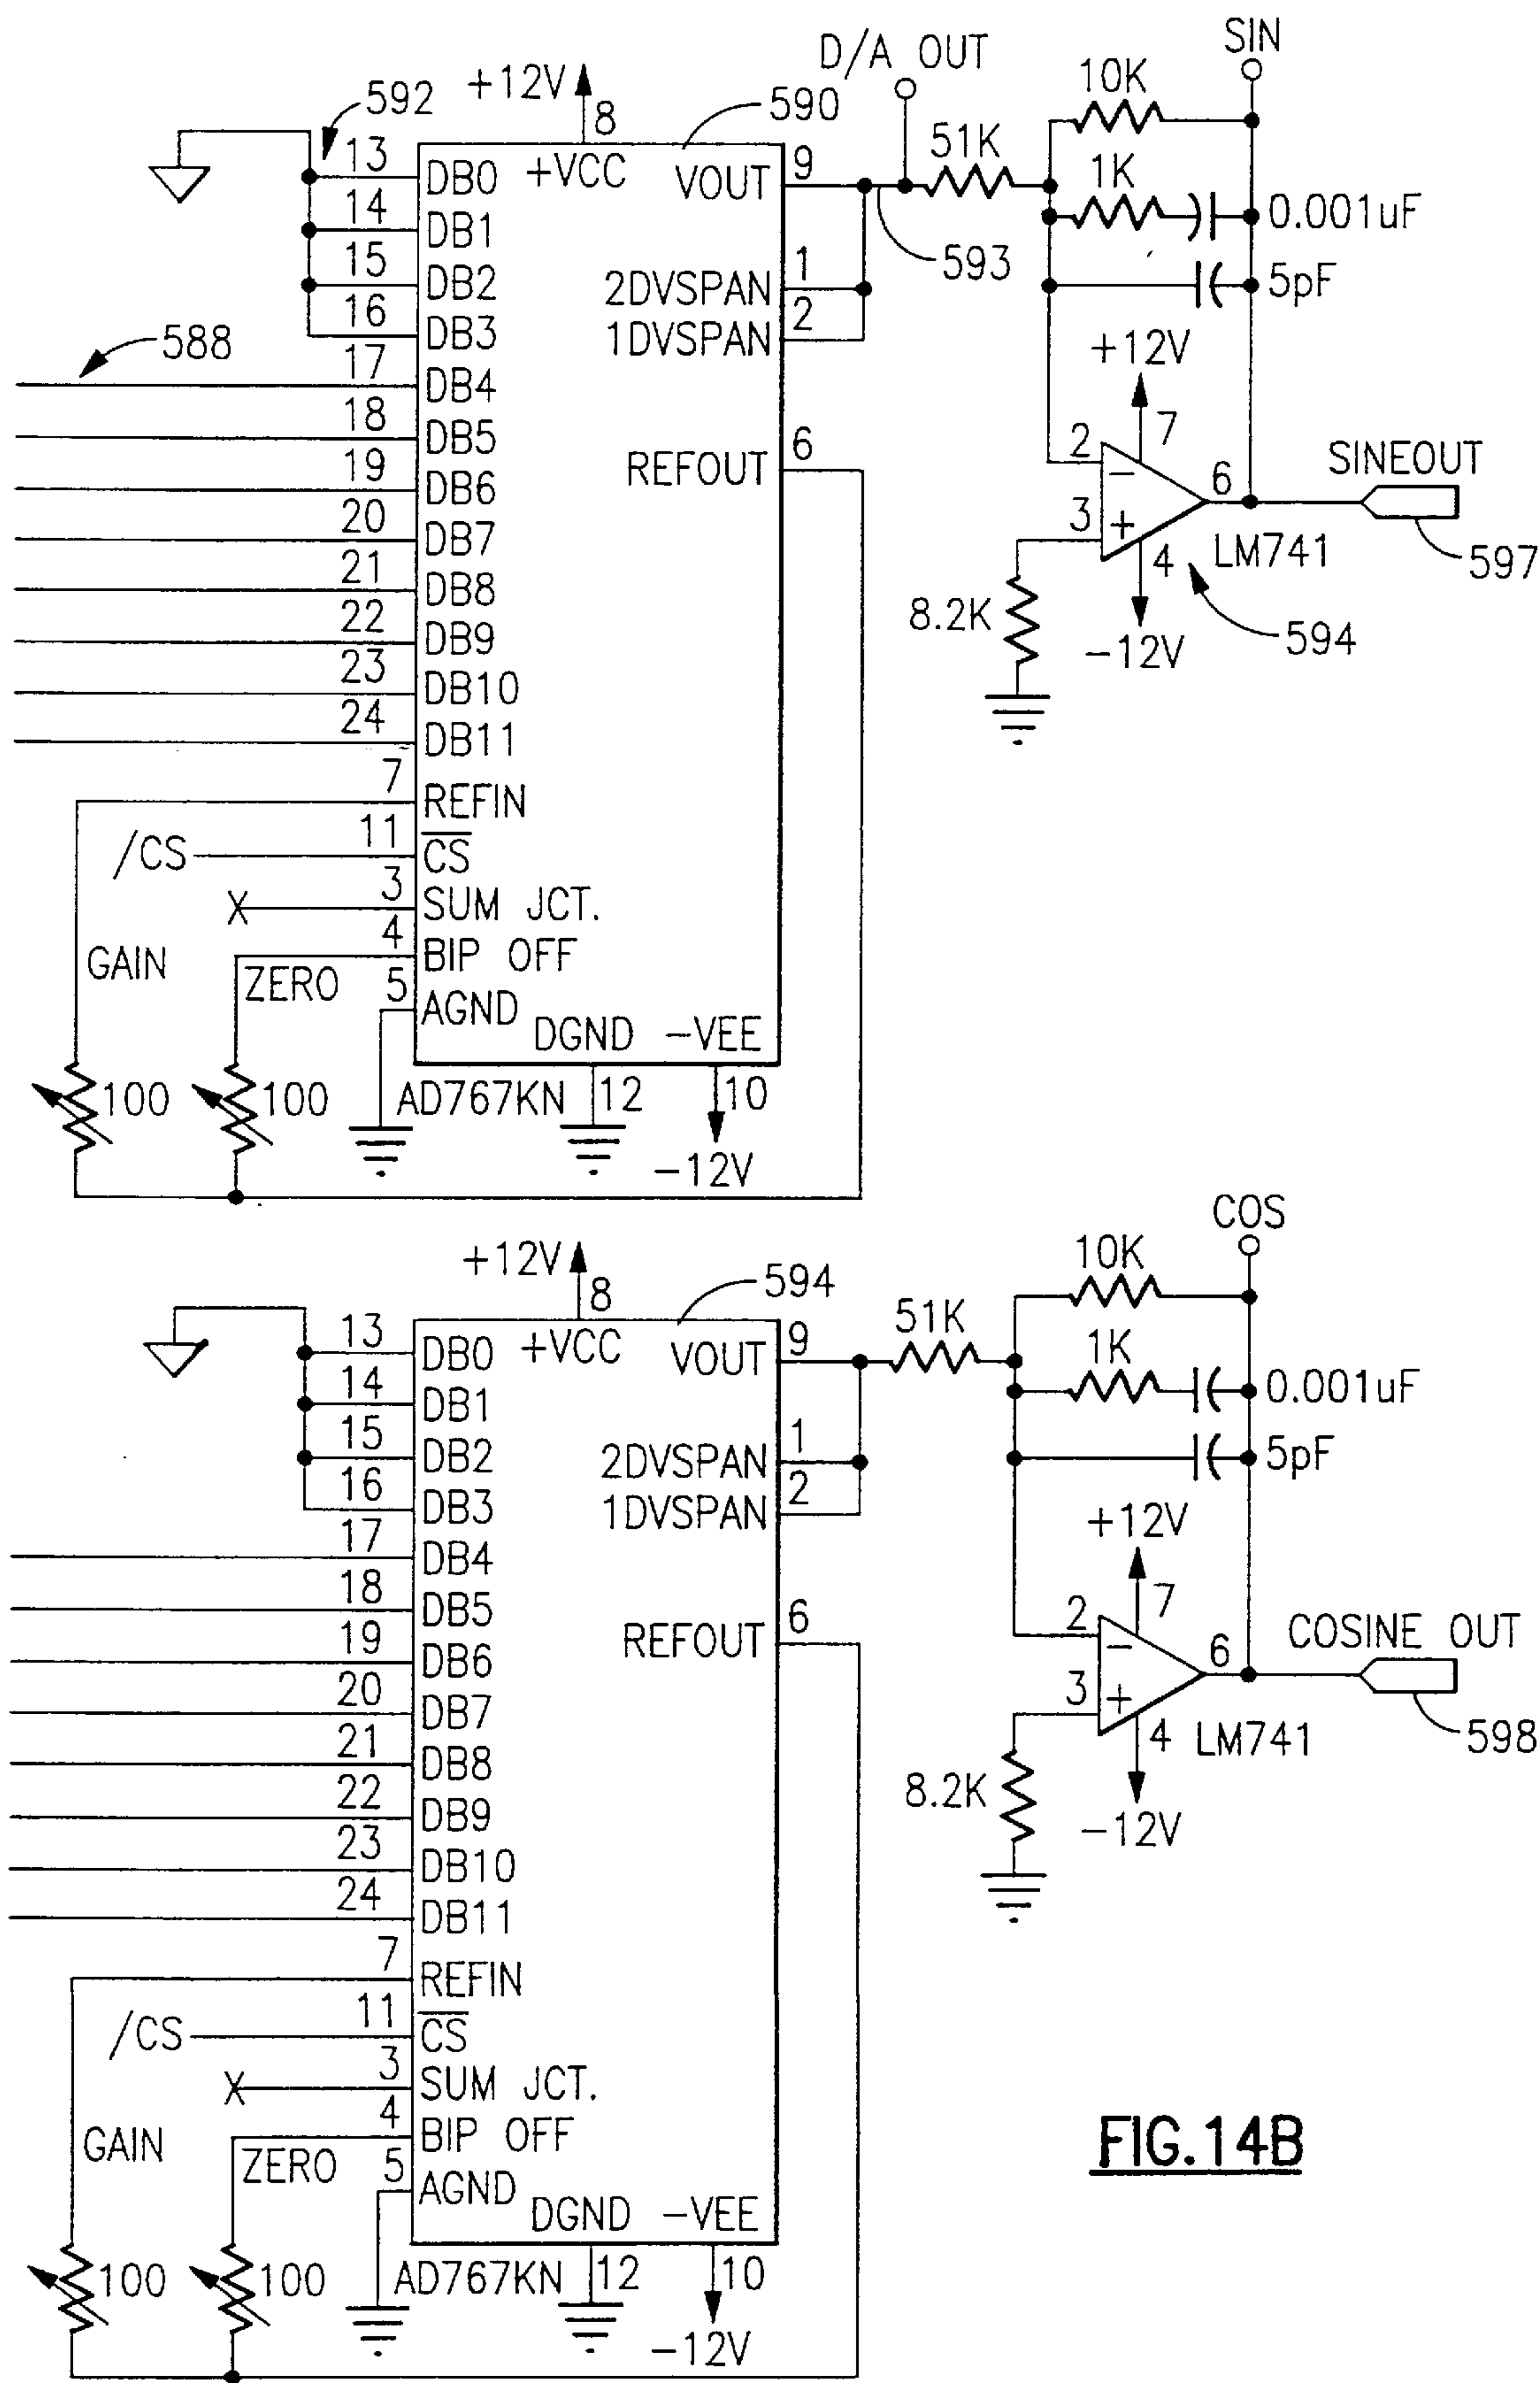 D/A OUT
SIN
+12V
592
8
590
10K
51K
1K
0.001uF
5pF
593
13
DB0
+VCC
VOUT
9
14
DB1
15
DB2
2DVSPAN
1
16
DB3
1DVSPAN
2
588
17
DB4
18
DB5
19
DB6
REFOUT
6
20
DB7
21
DB8
22
DB9
23
DB10
24
DB11
7
REFIN
/CS
11
CS
3
X
SUM JCT.
4
BIP OFF
GAIN
ZERO
5
AGND
DGND
-VEE
100
100
AD767KN
12
10
-12V
+12V
7
2
-
3
+
6
4
LM741
SINEOUT
597
594
8.2K
-12V
COS
+12V
8
594
10K
51K
1K
0.001uF
5pF
13
DB0
+VCC
VOUT
9
14
DB1
15
DB2
2DVSPAN
1
16
DB3
1DVSPAN
2
17
DB4
18
DB5
19
DB6
REFOUT
6
20
DB7
21
DB8
22
DB9
23
DB10
24
DB11
7
REFIN
/CS
11
CS
3
X
SUM JCT.
4
BIP OFF
GAIN
ZERO
5
AGND
DGND
-VEE
100
100
AD767KN
12
10
-12V
+12V
7
2
-
3
+
6
4
LM741
COSINE OUT
598
8.2K
-12V
FIG.14B